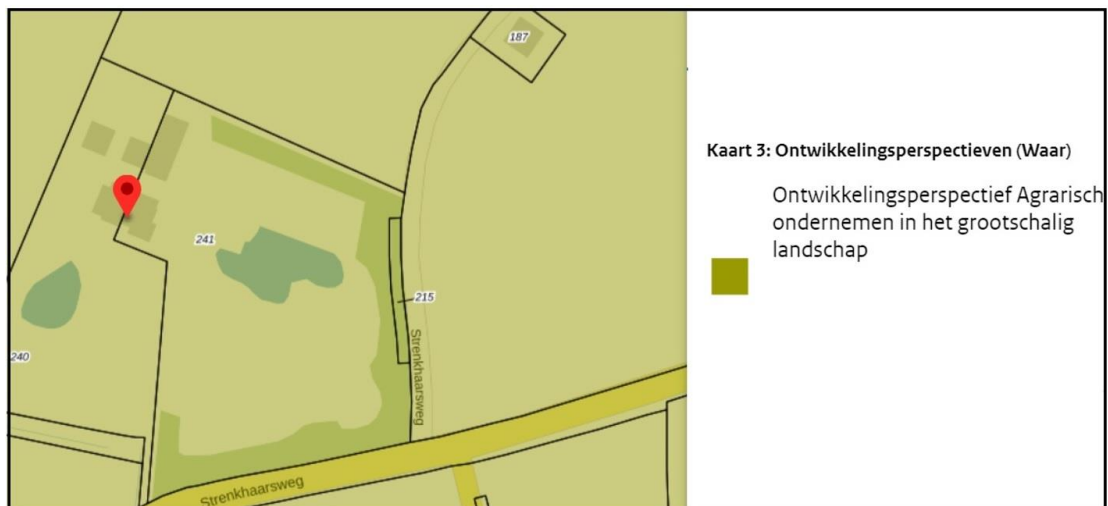 187
241
215
240
Strenkhaarsweg
Strenkhaarsweg
Kaart 3: Ontwikkelingsperspectieven (Waar)
Ontwikkelingsperspectief Agrarisch
ondernemen in het grootschalig
landschap